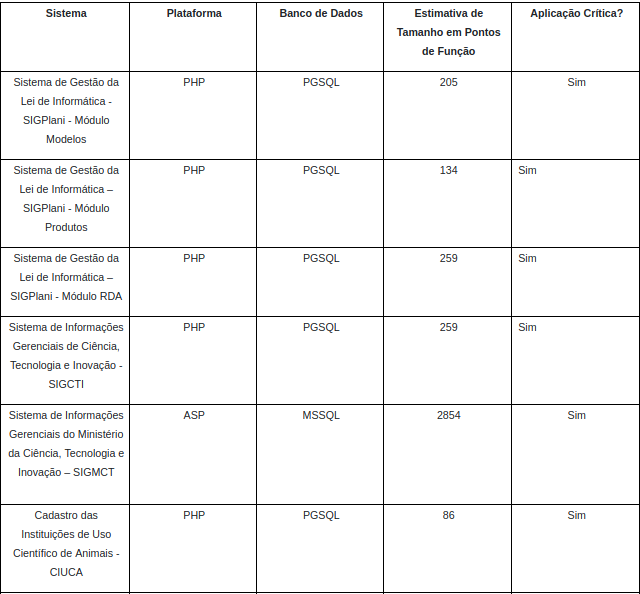 Sistema
Plataforma
Banco de Dados
Estimativa de
Tamanho em Pontos
de Função
Aplicação Crítica?
Sistema de Gestão da
Lei de Informática -
SIGPlani - Módulo
Modelos
PHP
PGSQL
205
Sim
Sistema de Gestão da
Lei de Informática –
SIGPlani - Módulo
Produtos
PHP
PGSQL
134
Sim
Sistema de Gestão da
Lei de Informática –
SIGPlani - Módulo RDA
PHP
PGSQL
259
Sim
Sistema de Informações
Gerenciais de Ciência,
Tecnologia e Inovação -
SIGCTI
PHP
PGSQL
259
Sim
Sistema de Informações
Gerenciais do Ministério
da Ciência, Tecnologia e
Inovação – SIGMCT
ASP
MSSQL
2854
Sim
Cadastro das
Instituições de Uso
Científico de Animais -
CIUCA
PHP
PGSQL
86
Sim